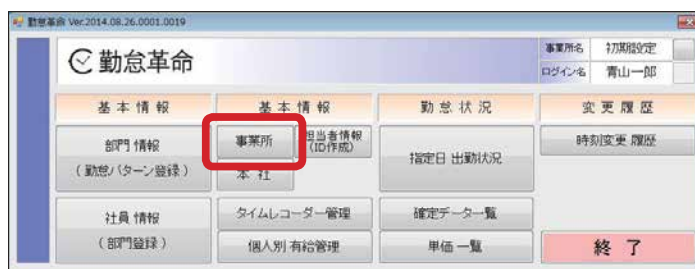 勤怠革命 Ver.2014.08.26.0001.0019
勤怠革命
事業所名 初期設定
ログイン名 青山一郎
基本情報 基本情報 勤怠状況 変更履歴
部門 情報
(勤怠パターン登録)
事業所
担当者情報
(ID作成)
本 社
指定日 出勤状況
時刻変更 履歴
社員 情報
(部門登録)
タイムレコーダー管理
確定データ一覧
個人別 有給管理
単価 一覧
終 了